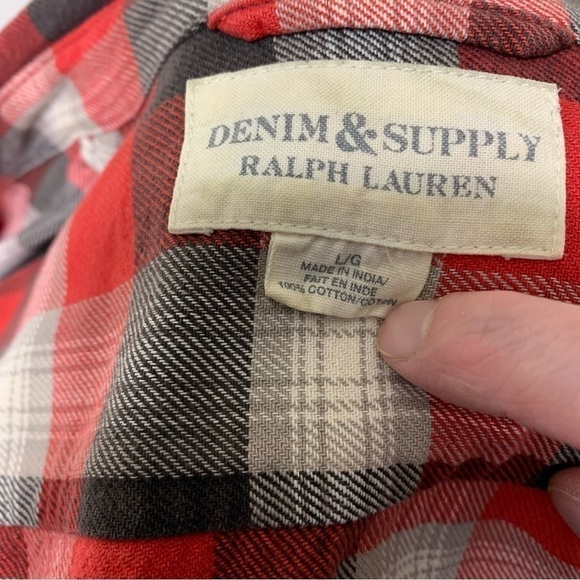 DENIM & SUPPLY
RALPH LAUREN
L/G
MADE IN INDIA/
FAIT EN INDE
100% COTTON/COTON